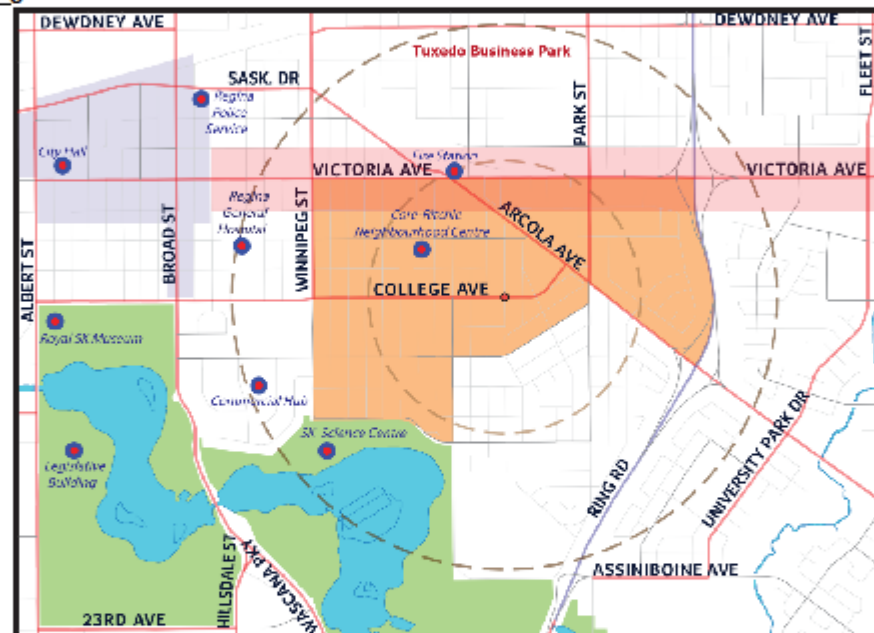 DEWDNEY AVE
DEWDNEY AVE
Tuxedo Business Park
FLEET ST
SASK. DR
Regina
Police
Service
PARK ST
City Hall
Fire Station
VICTORIA AVE
VICTORIA AVE
Regina
General
Hospital
WINNIPEG ST
BROAD ST
ALBERT ST
Core-Ritchie
Neighbourhood Centre
ARCOLA AVE
COLLEGE AVE
Royal SK Museum
Commercial Hub
SK Science Centre
Legislative
Building
RING RD
UNIVERSITY PARK DR
HILLSDALE ST
WASCANA PKY
ASSINIBOINE AVE
23RD AVE